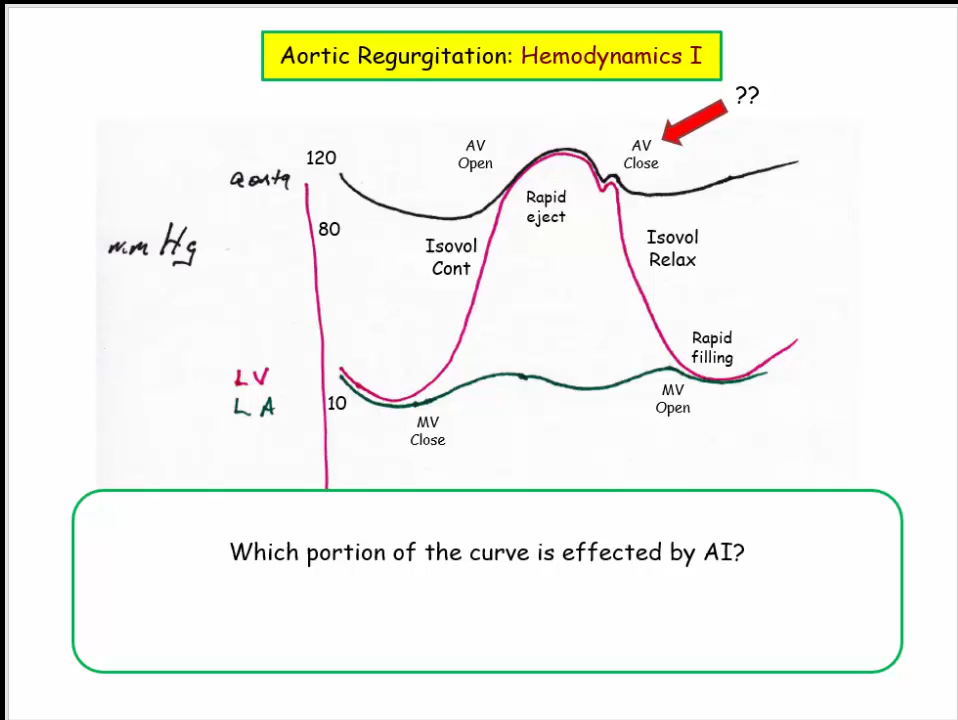 Aortic Regurgitation: Hemodynamics I
??
AV
Open
AV
Close
120
aorta
Rapid
eject
80
mm Hg
Isovol
Cont
Isovol
Relax
Rapid
filling
LV
LA
10
MV
Open
MV
Close
Which portion of the curve is effected by AI?